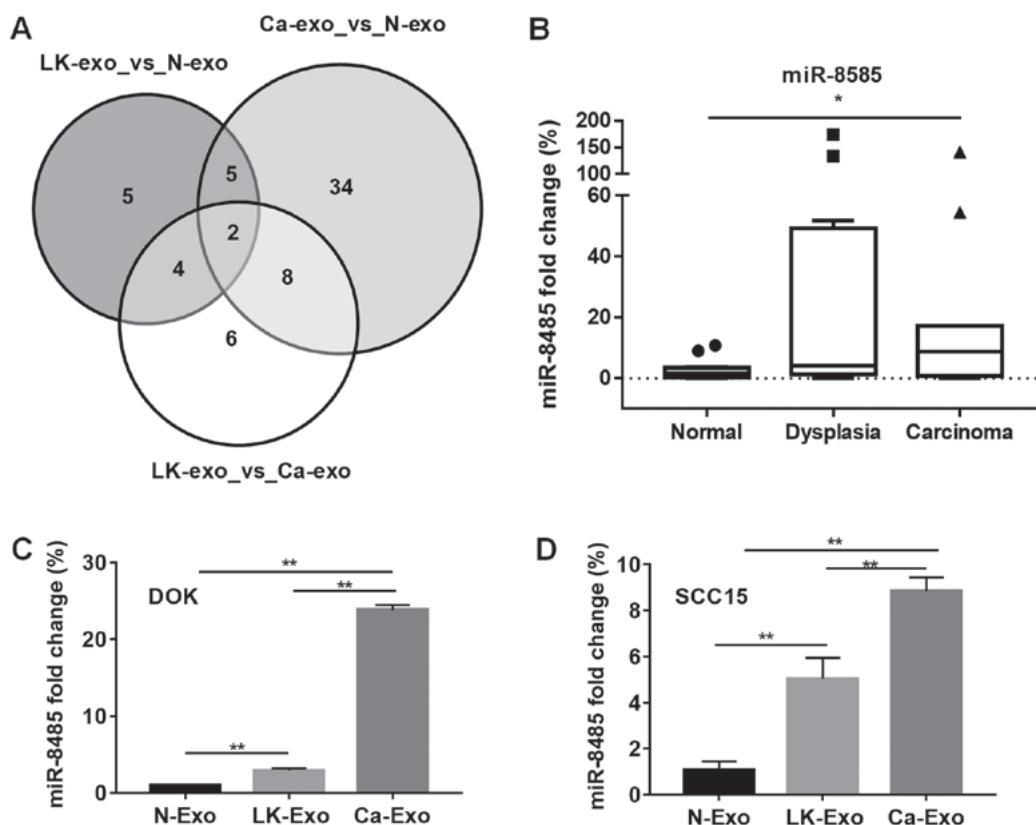 A
Ca-exo_vs_N-exo
LK-exo_vs_N-exo
5
5
34
2
4
8
6
LK-exo_vs_Ca-exo
B
miR-8585
*
miR-8485 fold change (%)
200
150
100
60
40
20
0
Normal Dysplasia Carcinoma
C
miR-8485 fold change (%)
30
20
10
0
DOK
**
**
**
N-Exo LK-Exo Ca-Exo
D
miR-8485 fold change (%)
10
8
6
4
2
0
SCC15
**
**
**
N-Exo LK-Exo Ca-Exo